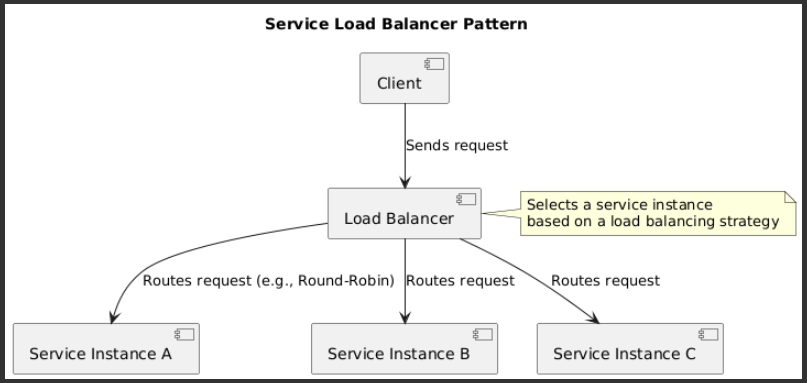 Service Load Balancer Pattern
Client
Sends request
Load Balancer
Selects a service instance
based on a load balancing strategy
Routes request (e.g., Round-Robin)
Routes request
Routes request
Service Instance A
Service Instance B
Service Instance C